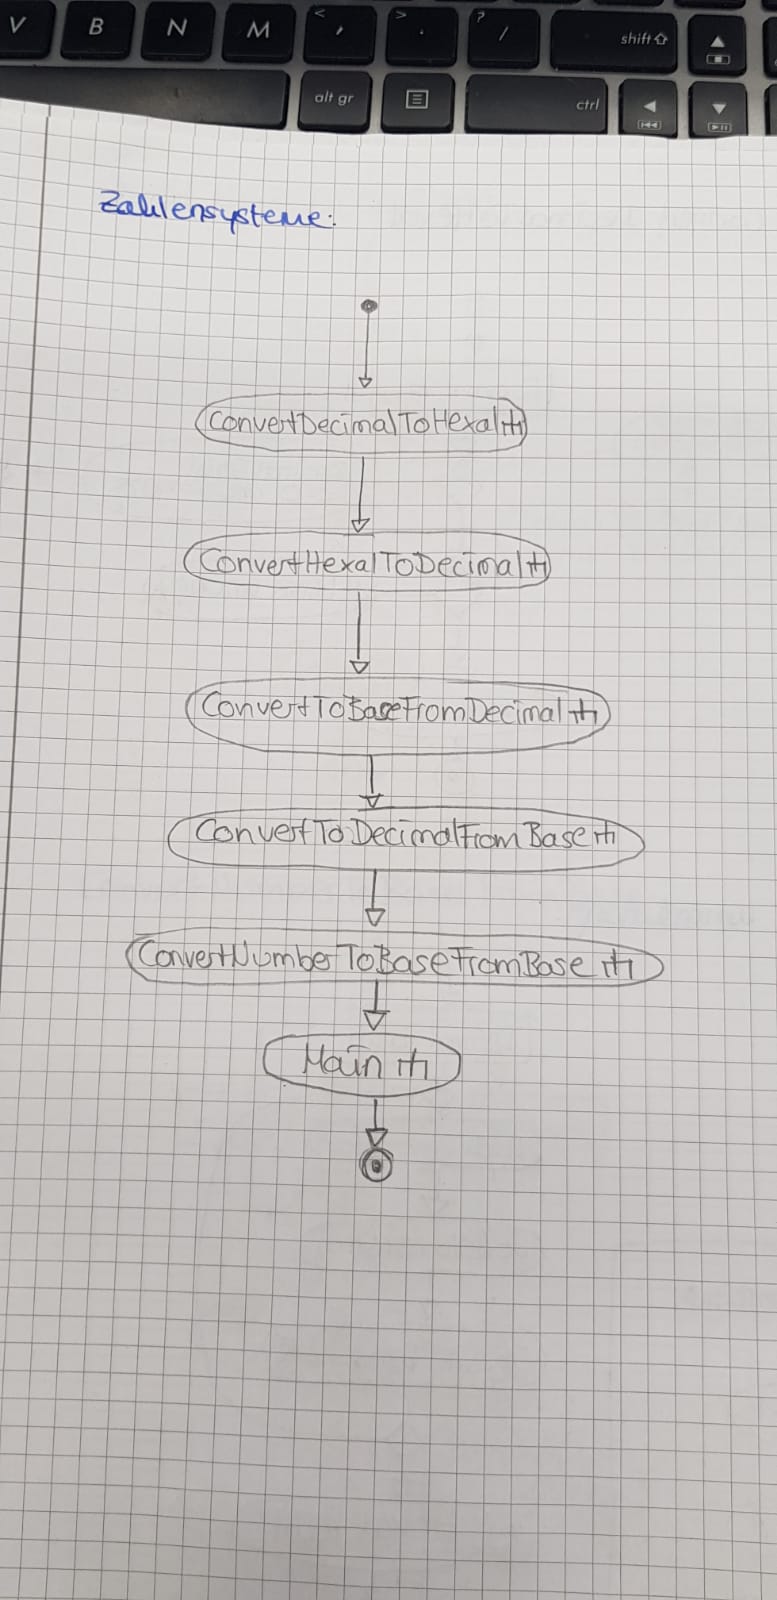 V B N M < , > . ? / shift
alt gr ctrl
Zahlensysteme:
ConvertDecimalToHexal
ConvertHexalToDecimal
ConvertToBaseFromDecimal
ConvertToDecimalFromBase
ConvertNumberToBaseFromBase
Main